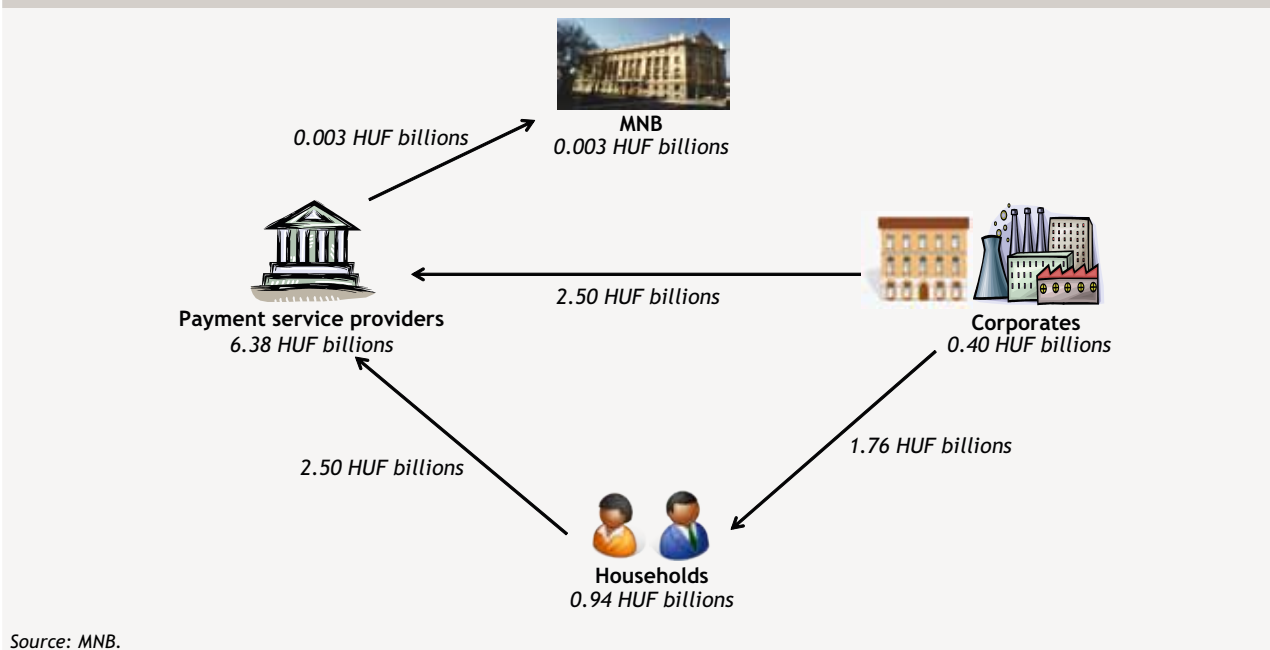 MNB
0.003 HUF billions
0.003 HUF billions
2.50 HUF billions
Payment service providers
6.38 HUF billions
Corporates
0.40 HUF billions
1.76 HUF billions
2.50 HUF billions
Households
0.94 HUF billions
Source: MNB.